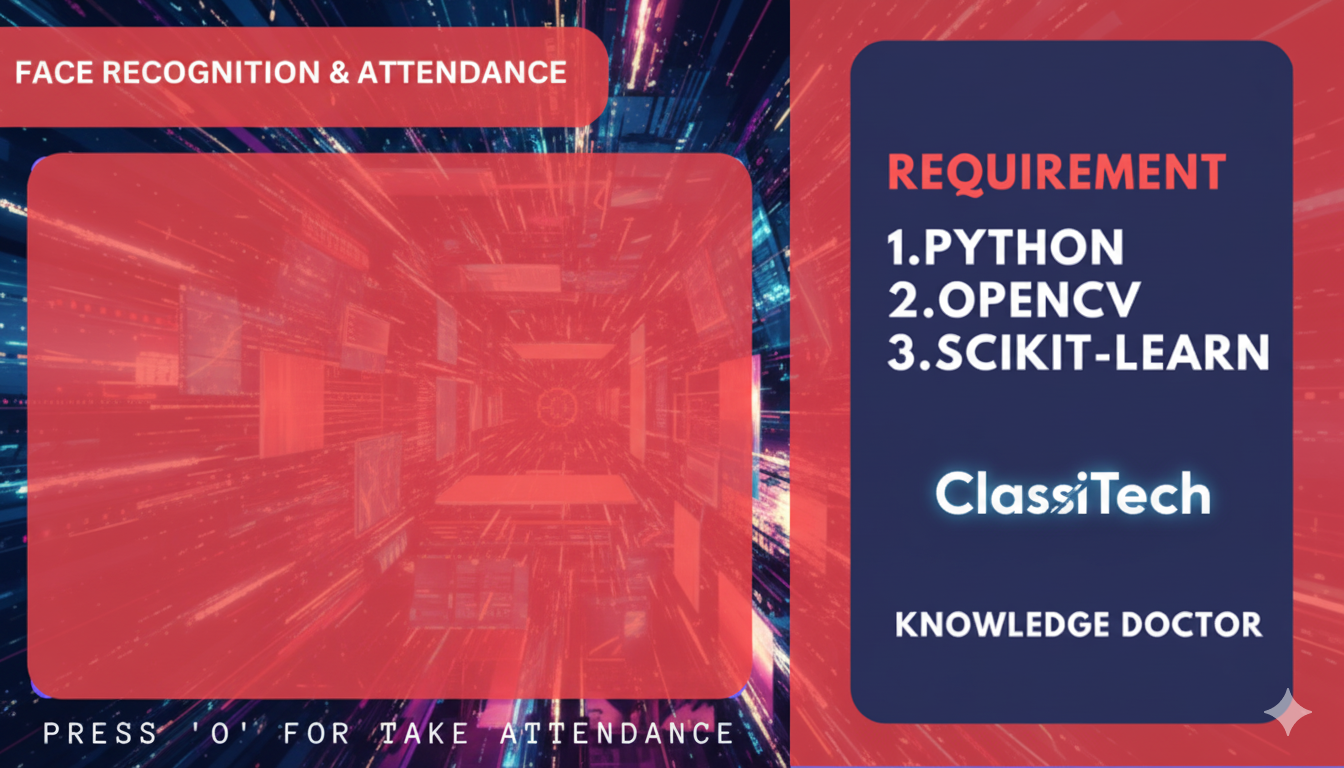 FACE RECOGNITION & ATTENDANCE
PRESS 'O' FOR TAKE ATTENDANCE
REQUIREMENT
1.PYTHON
2.OPENCV
3.SCIKIT-LEARN
ClassiTech
KNOWLEDGE DOCTOR